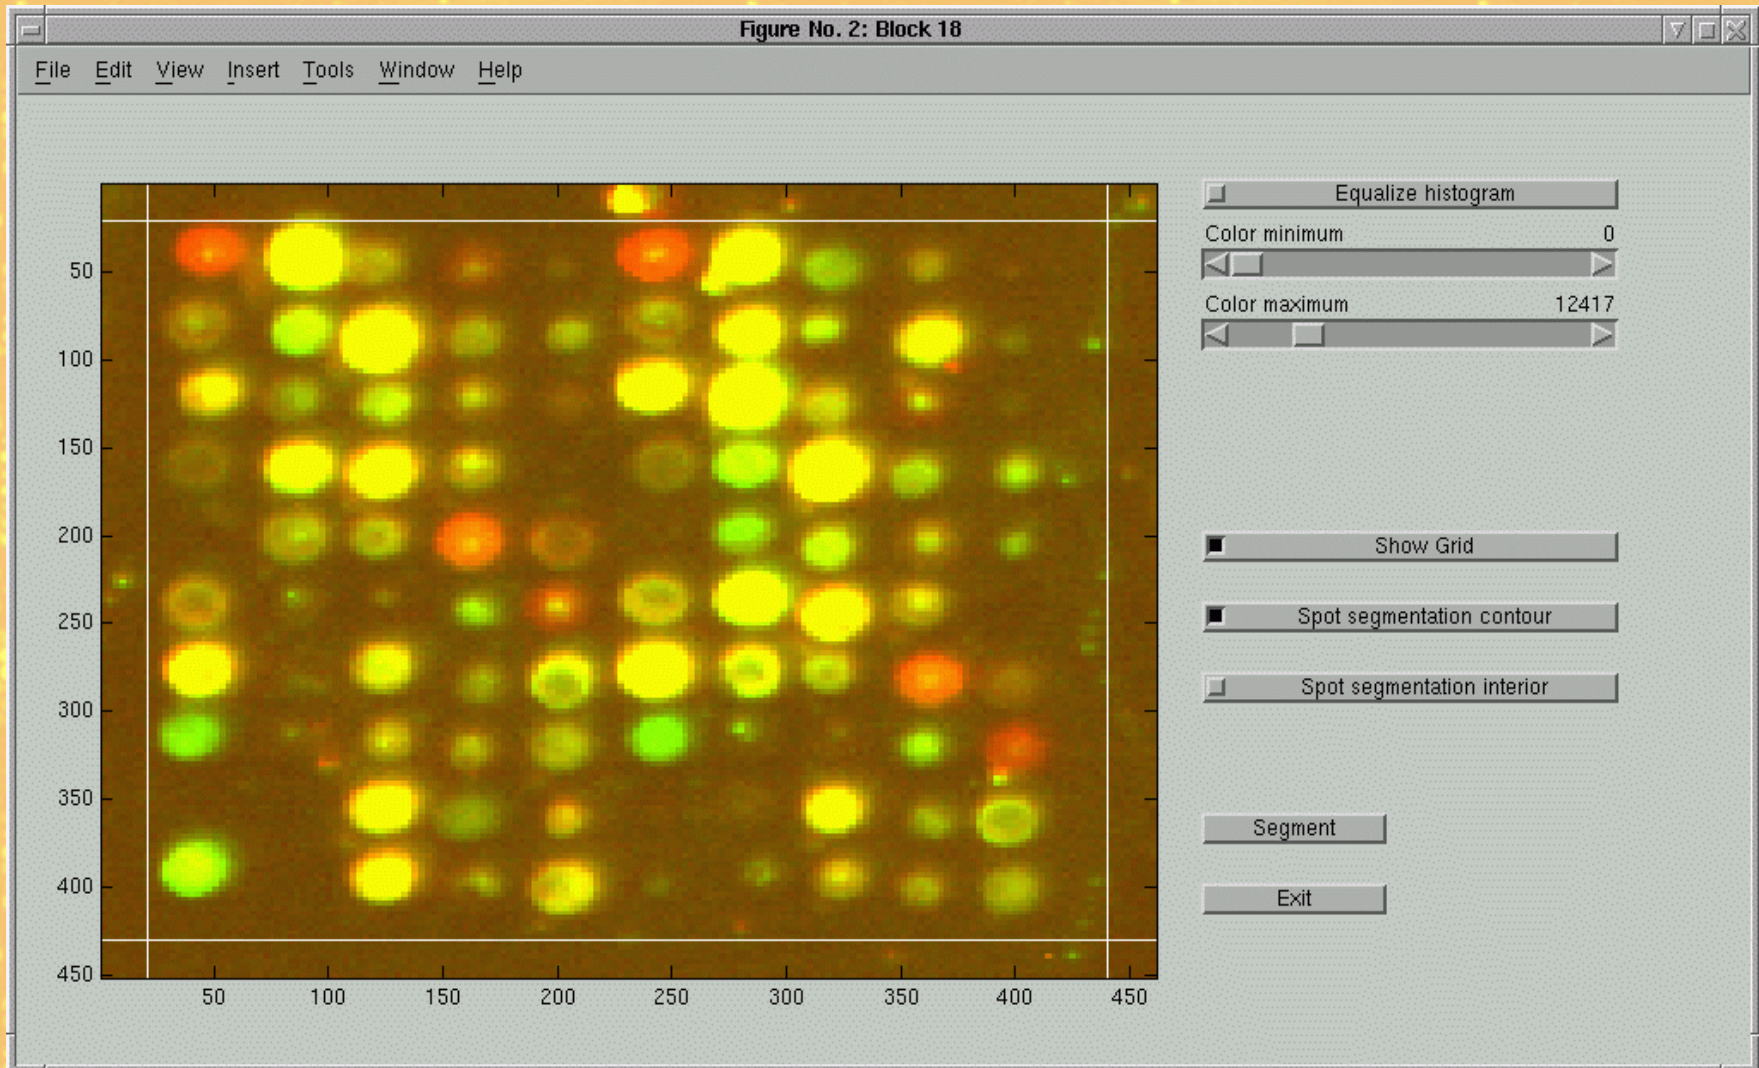 Figure No. 2: Block 18
File Edit View Insert Tools Window Help
Equalize histogram
Color minimum 0
Color maximum 12417
Show Grid
Spot segmentation contour
Spot segmentation interior
Segment
Exit
50
100
150
200
250
300
350
400
450
50 100 150 200 250 300 350 400 450